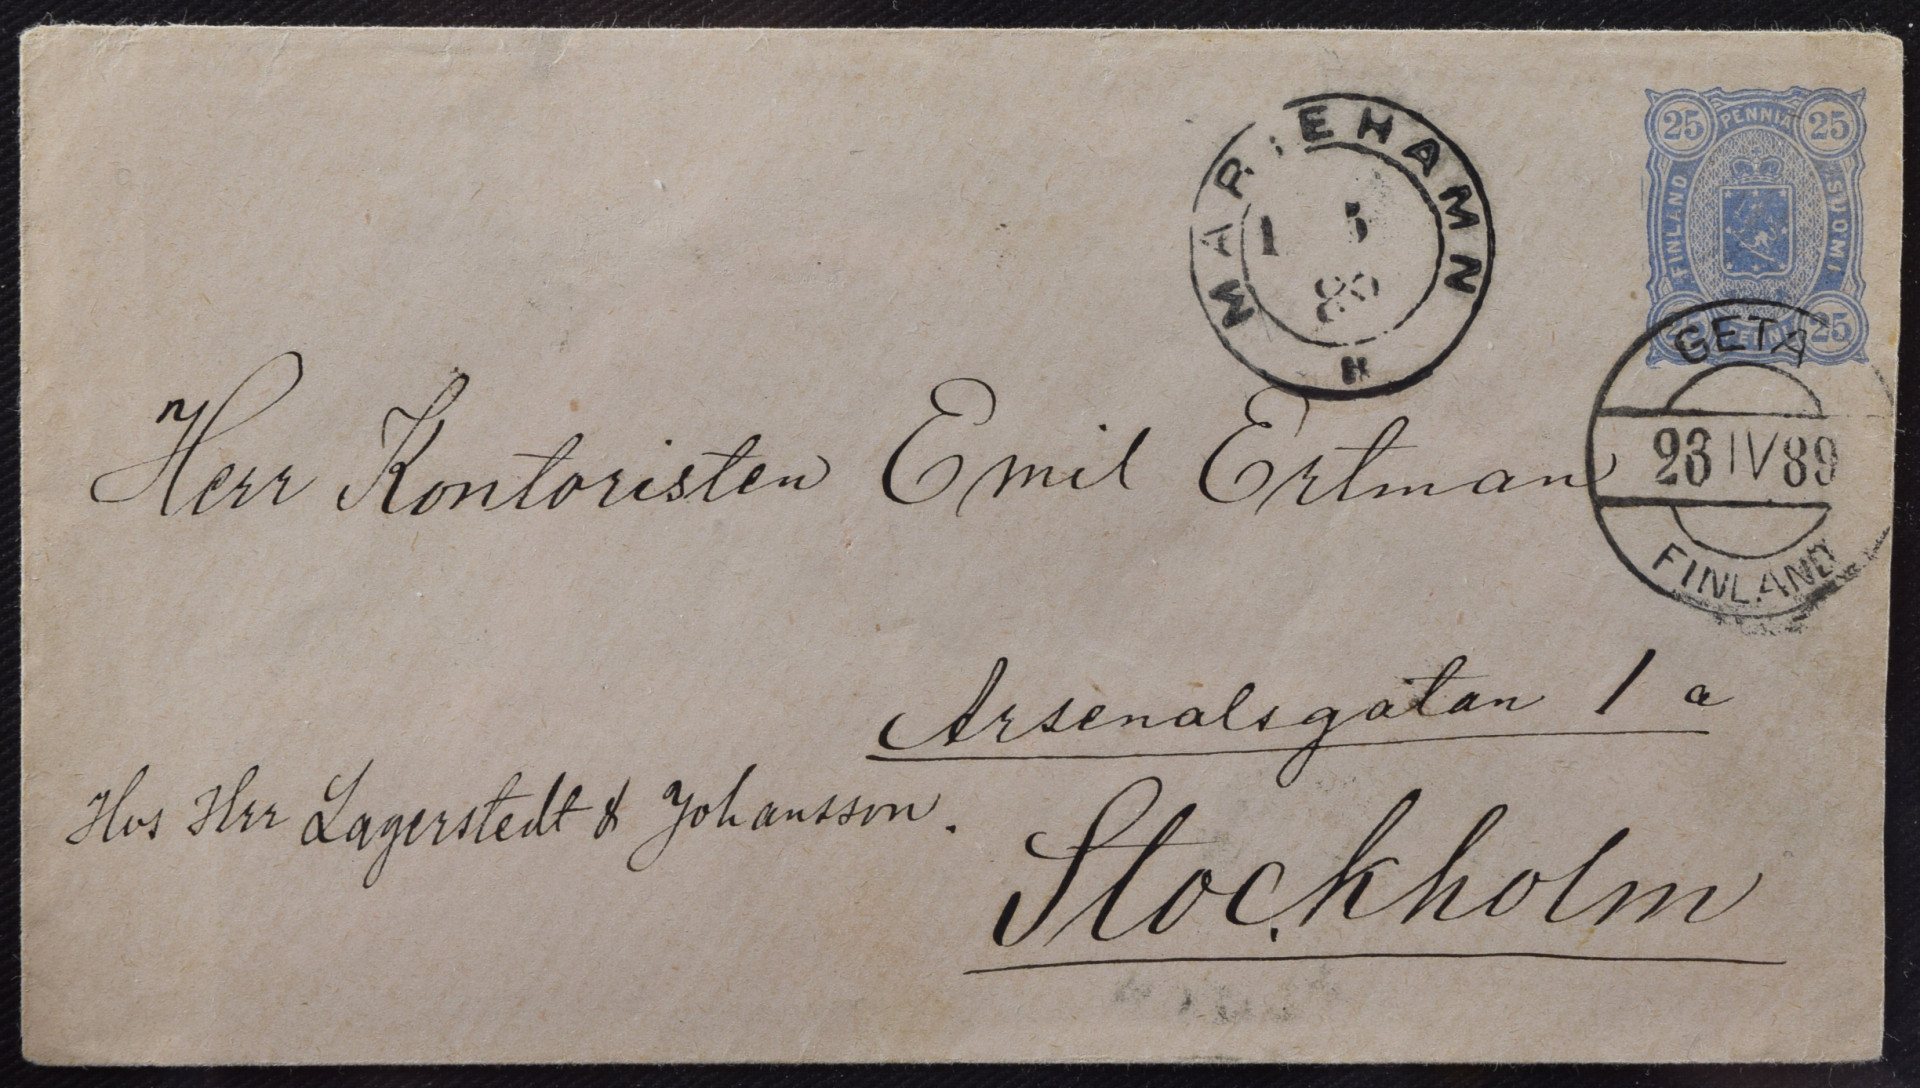 MARIEHAMN
1 5
89
25 PENNIÄ 25
FINLAND
SUOMI
25 25
GETA
23 IV 89
FINLAND
Herr Kontoristen Emil Ertman
Arsenalsgatan 1 a
Hos Hrr Lagerstedt & Johansson.
Stockholm